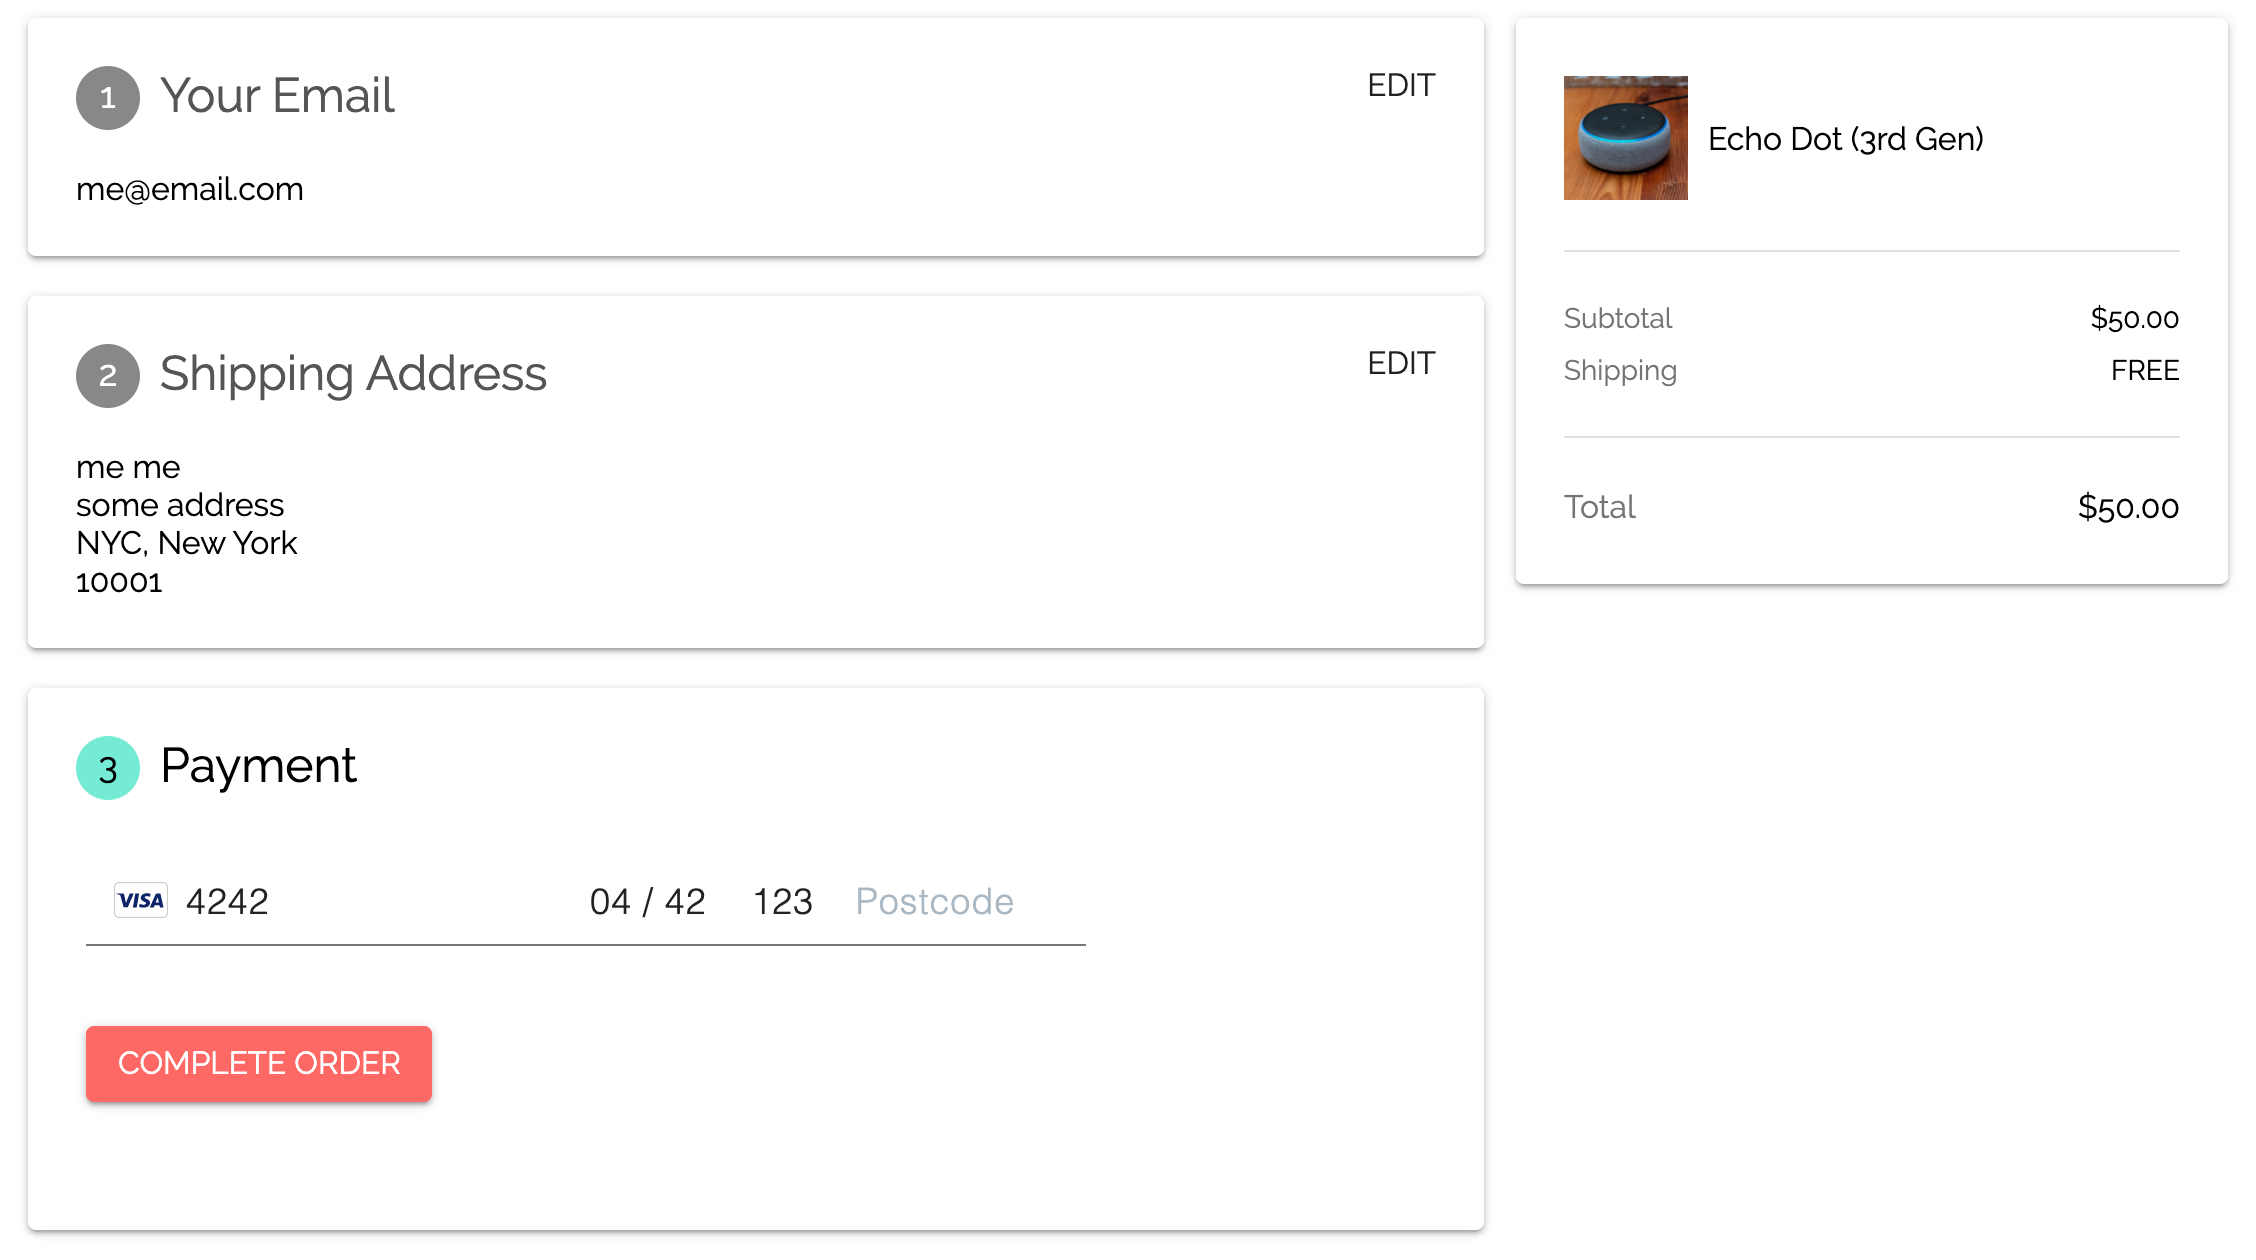 1 Your Email
EDIT
me@email.com
2 Shipping Address
EDIT
me me
some address
NYC, New York
10001
3 Payment
VISA 4242 04 / 42 123 Postcode
COMPLETE ORDER
Echo Dot (3rd Gen)
Subtotal $50.00
Shipping FREE
Total $50.00